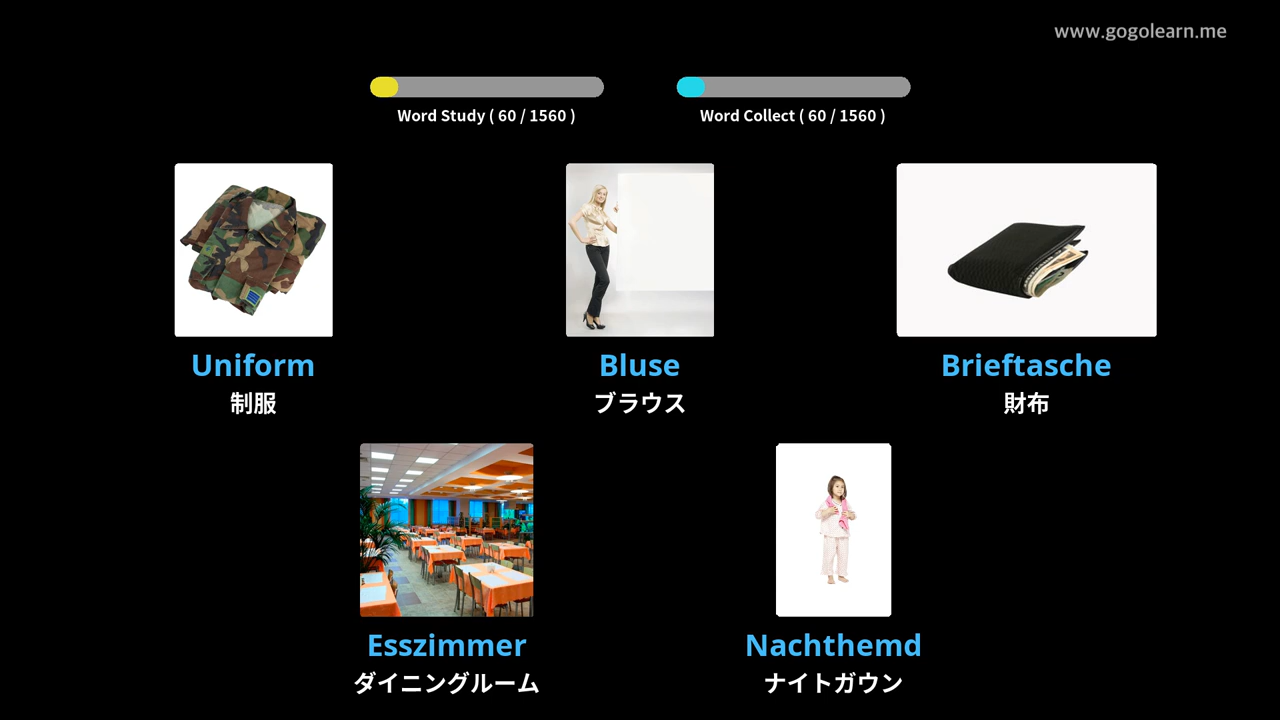 www.gogolearn.me
Word Study ( 60 / 1560 )
Word Collect ( 60 / 1560 )
Uniform
制服
Bluse
ブラウス
Brieftasche
財布
Esszimmer
ダイニングルーム
Nachthemd
ナイトガウン